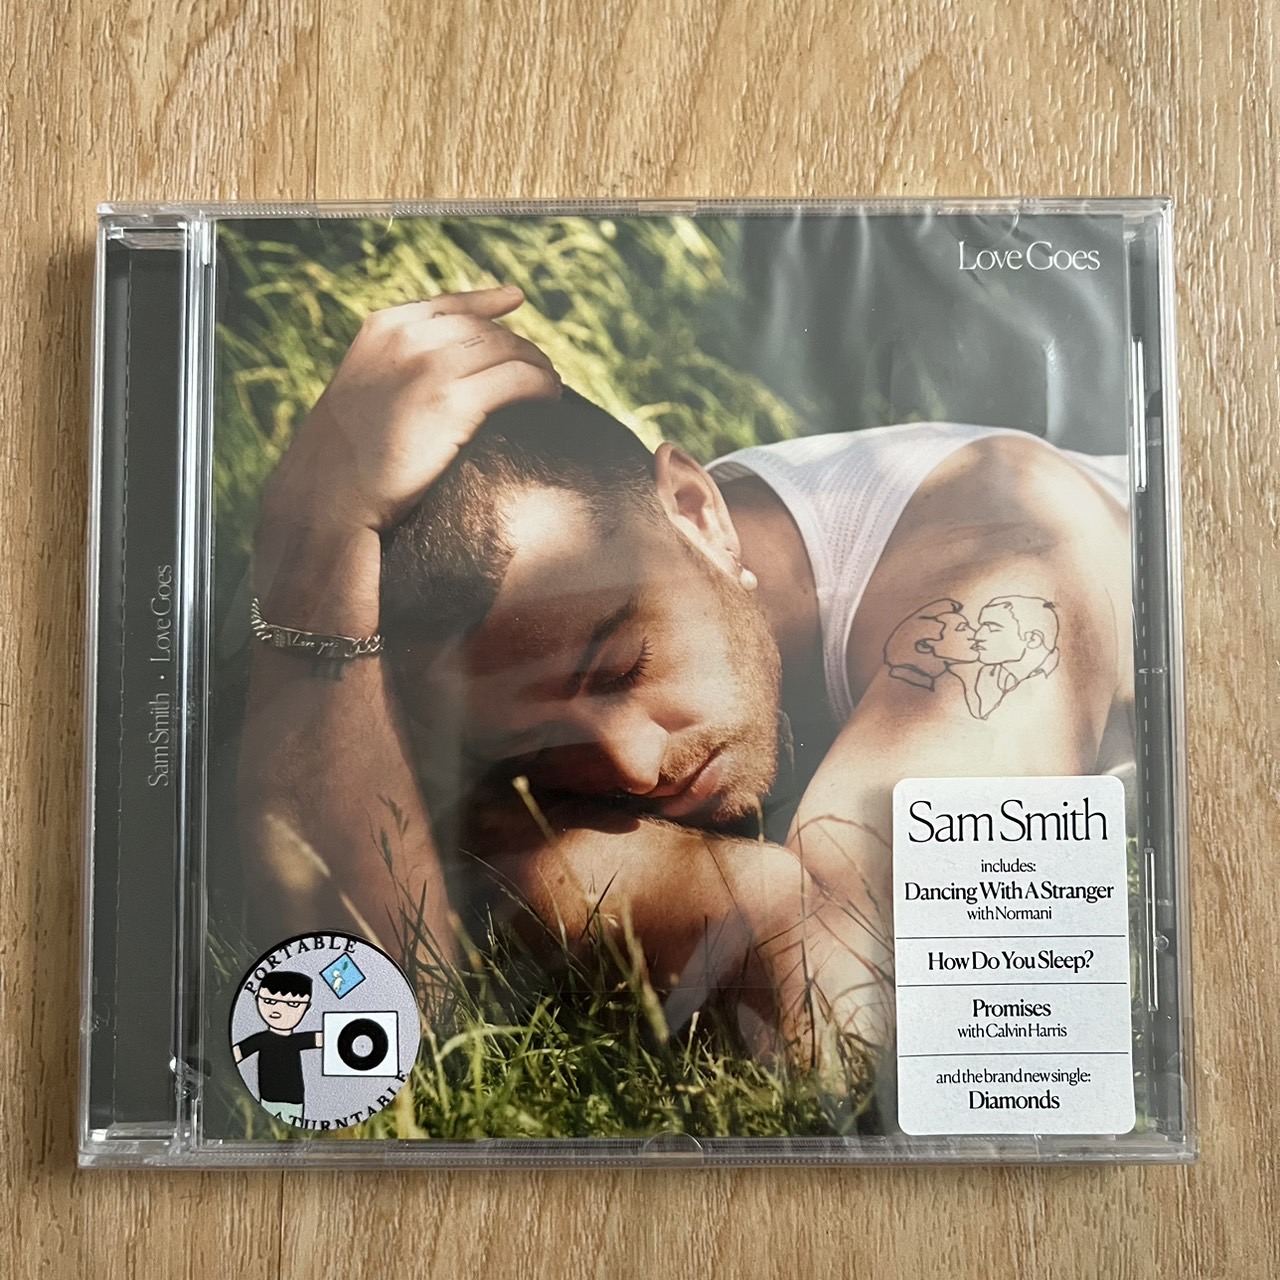 Love Goes
Sam Smith • Love Goes
Sam Smith
includes:
Dancing With A Stranger
with Normani
How Do You Sleep?
Promises
with Calvin Harris
and the brand new single:
Diamonds
PORTABLE
TURNTABLE